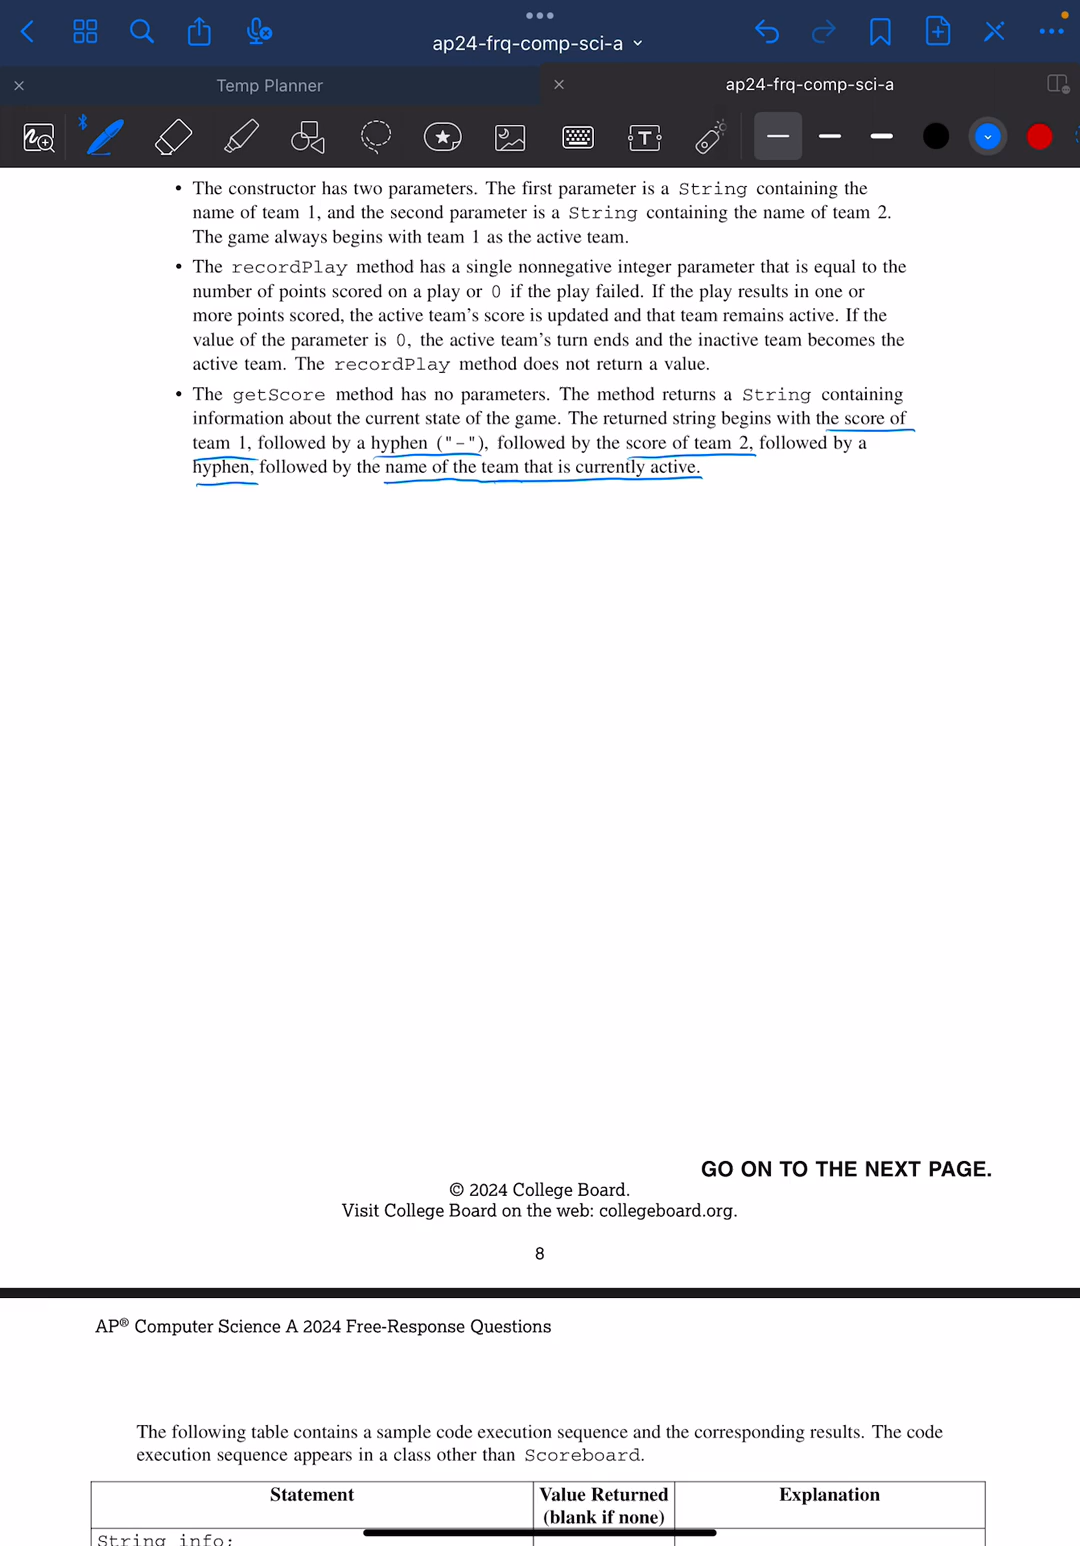 ap24-frq-comp-sci-a
Temp Planner
ap24-frq-comp-sci-a
T
• The constructor has two parameters. The first parameter is a String containing the
name of team 1, and the second parameter is a String containing the name of team 2.
The game always begins with team 1 as the active team.
• The recordPlay method has a single nonnegative integer parameter that is equal to the
number of points scored on a play or 0 if the play failed. If the play results in one or
more points scored, the active team's score is updated and that team remains active. If the
value of the parameter is 0, the active team's turn ends and the inactive team becomes the
active team. The recordPlay method does not return a value.
• The getScore method has no parameters. The method returns a String containing
information about the current state of the game. The returned string begins with the score of
team 1, followed by a hyphen ("-"), followed by the score of team 2, followed by a
hyphen, followed by the name of the team that is currently active.
GO ON TO THE NEXT PAGE.
© 2024 College Board.
Visit College Board on the web: collegeboard.org.
8
AP® Computer Science A 2024 Free-Response Questions
The following table contains a sample code execution sequence and the corresponding results. The code
execution sequence appears in a class other than Scoreboard.
Statement
Value Returned
(blank if none)
Explanation
String info;